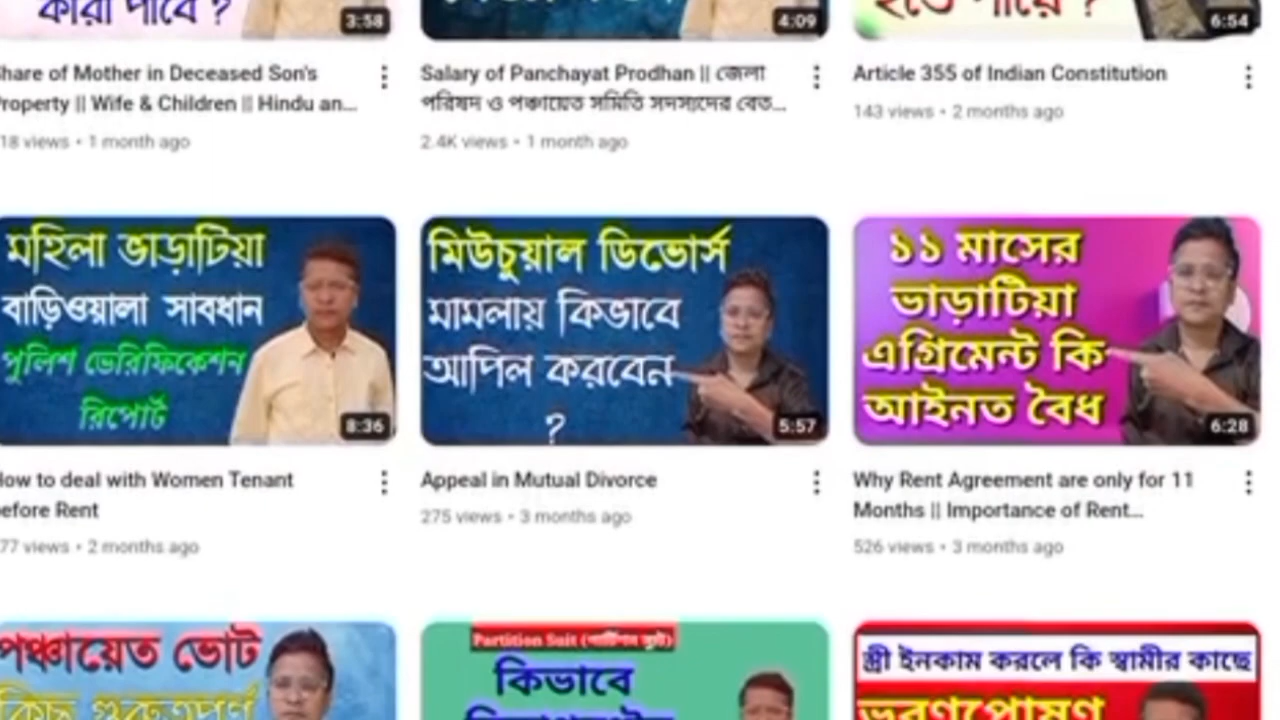 কারা পাবে ?
3:58
4:09
হতে পারে ?
6:54
hare of Mother in Deceased Son's
roperty || Wife & Children || Hindu an...
18 views • 1 month ago
Salary of Panchayat Prodhan || জেলা
পরিষদ ও পঞ্চায়েত সমিতি সদস্যদের বেত...
2.4K views • 1 month ago
Article 355 of Indian Constitution
143 views • 2 months ago
মহিলা ভাড়াটিয়া
বাড়িওয়ালা সাবধান
পুলিশ ভেরিফিকেশন
রিপোর্ট
8:36
মিউচুয়াল ডিভোর্স
মামলায় কিভাবে
আপিল করবেন
?
5:57
১১ মাসের
ভাড়াটিয়া
এগ্রিমেন্ট কি
আইনত বৈধ
6:28
ow to deal with Women Tenant
efore Rent
77 views • 2 months ago
Appeal in Mutual Divorce
275 views • 3 months ago
Why Rent Agreement are only for 11
Months || Importance of Rent...
526 views • 3 months ago
পঞ্চায়েত ভোট
কিছু গুরুত্বপূর্ণ
Partition Suit (পার্টিশন সুট)
কিভাবে
স্ত্রী ইনকাম করলে কি স্বামীর কাছে
ভরণপোষণ